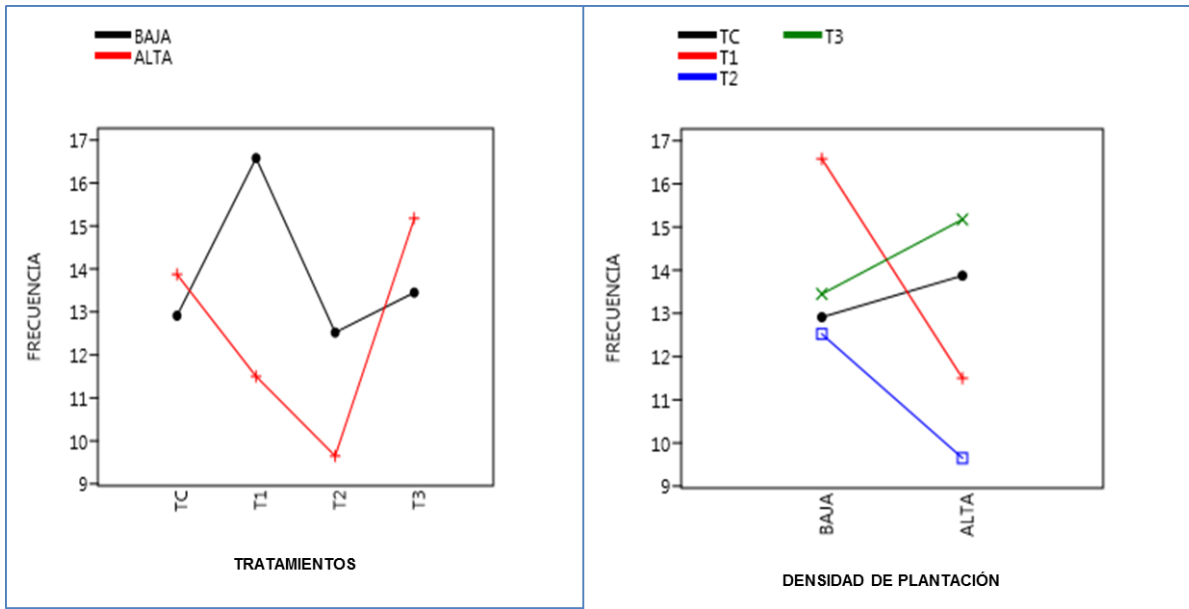 BAJA
ALTA
17
16
15
14
13
12
11
10
9
FRECUENCIA
TC
T1
T2
T3
TRATAMIENTOS
TC
T3
T1
T2
17
16
15
14
13
12
11
10
9
FRECUENCIA
BAJA
ALTA
DENSIDAD DE PLANTACIÓN